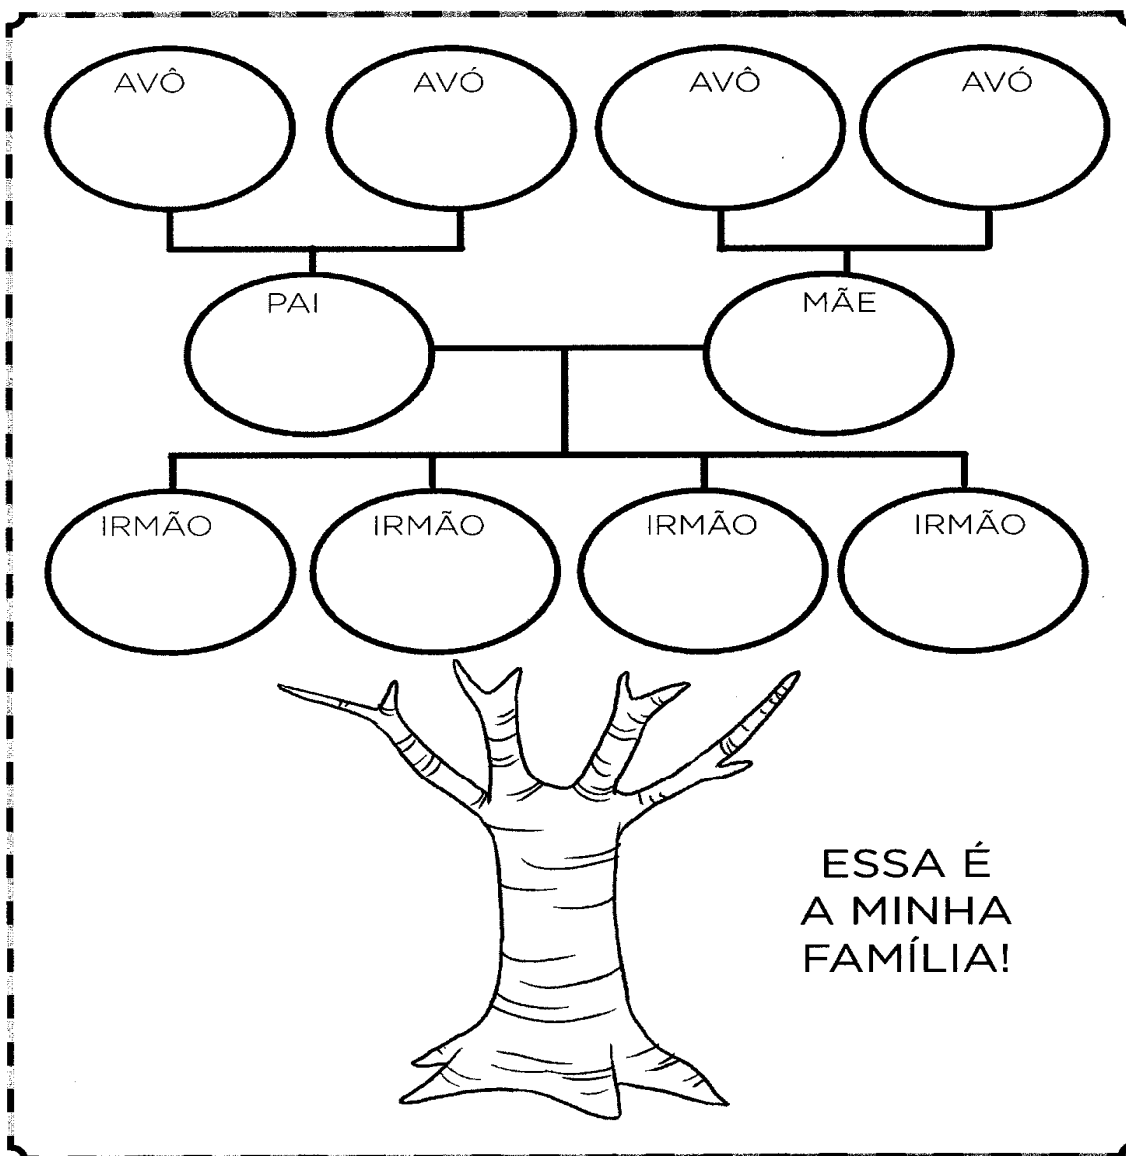 AVÔ
AVÓ
AVÔ
AVÓ
PAI
MÃE
IRMÃO
IRMÃO
IRMÃO
IRMÃO
ESSA É
A MINHA
FAMÍLIA!